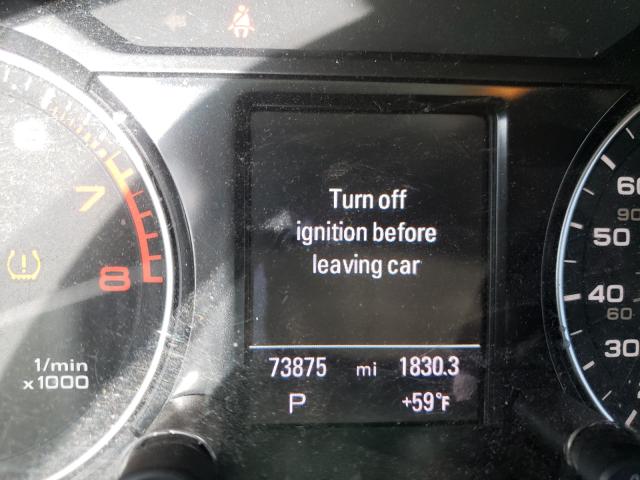 7
8
1/min
x1000
Turn off
ignition before
leaving car
73875 mi 1830.3
P +59°F
60
90
50
40
60
30